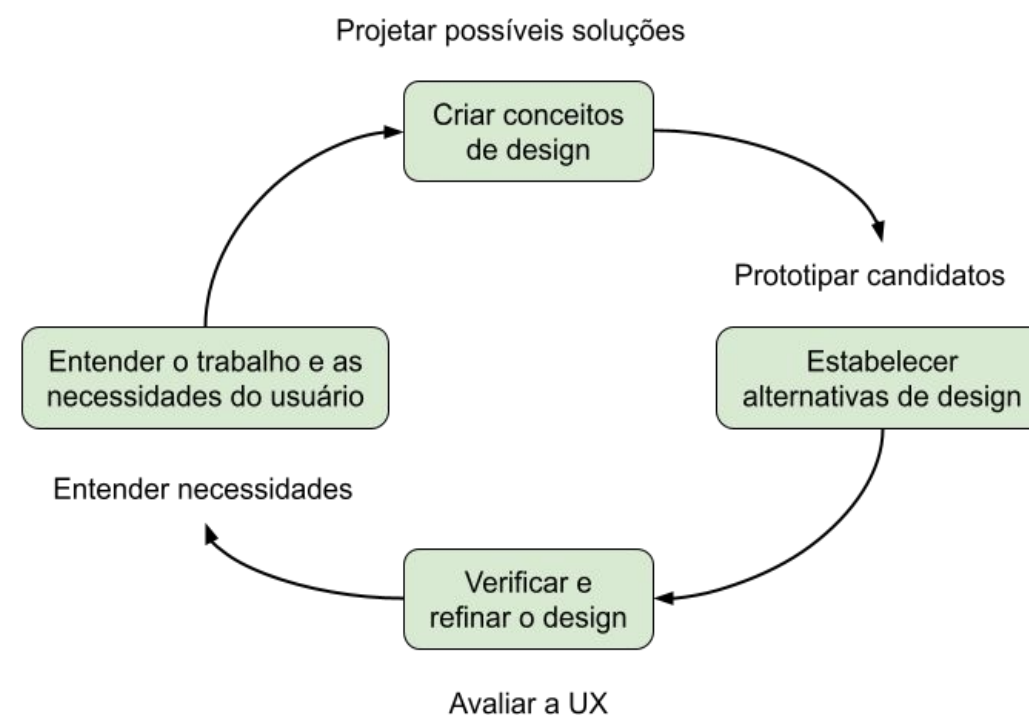 Projetar possíveis soluções
Criar conceitos
de design
Prototipar candidatos
Entender o trabalho e as
necessidades do usuário
Estabelecer
alternativas de design
Entender necessidades
Verificar e
refinar o design
Avaliar a UX